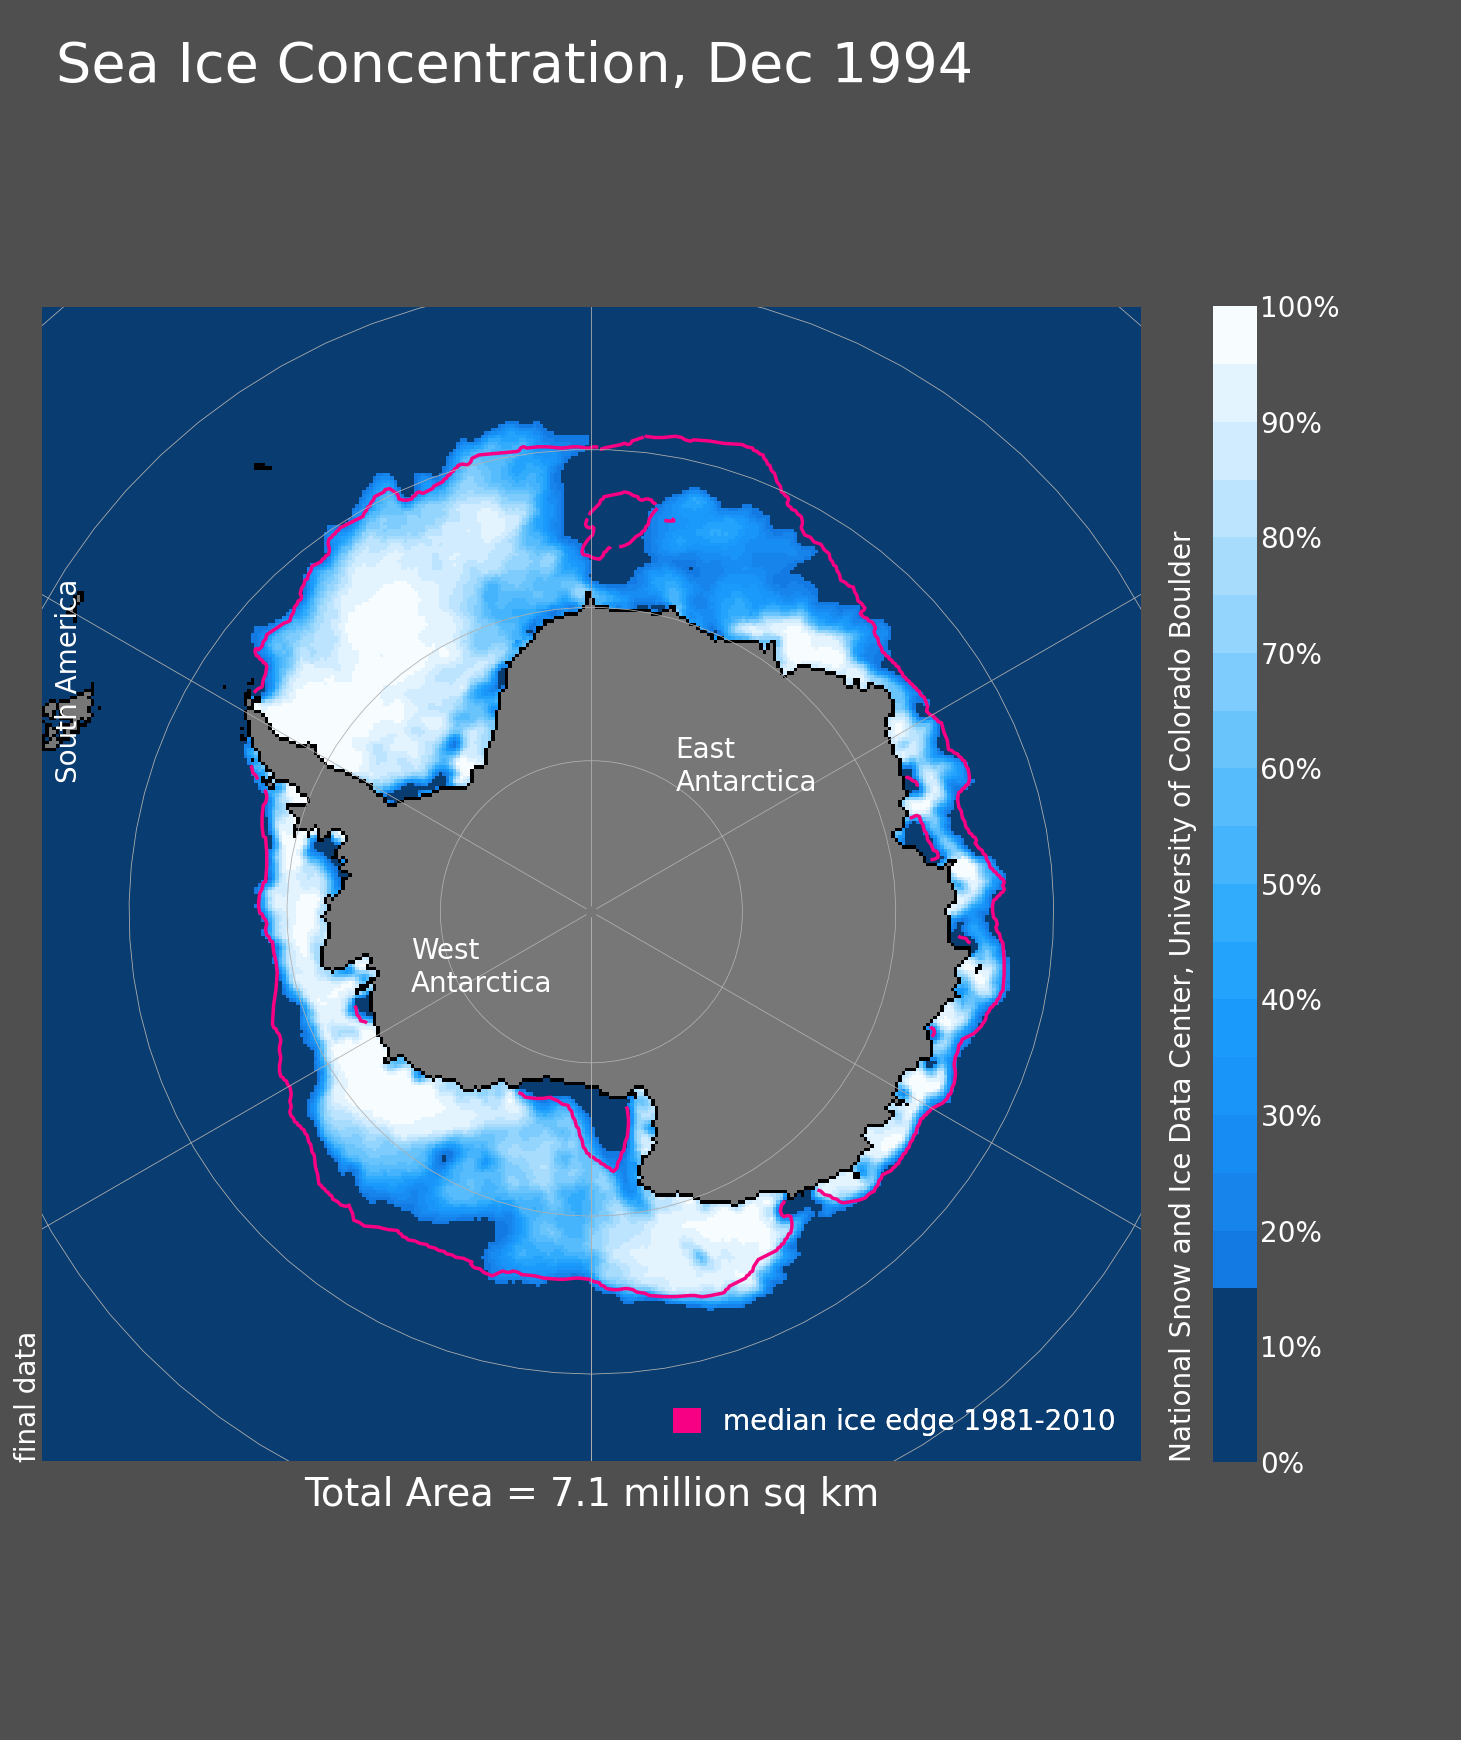 Sea Ice Concentration, Dec 1994
South America
East
Antarctica
West
Antarctica
final data
median ice edge 1981-2010
Total Area = 7.1 million sq km
National Snow and Ice Data Center, University of Colorado Boulder
100%
90%
80%
70%
60%
50%
40%
30%
20%
10%
0%